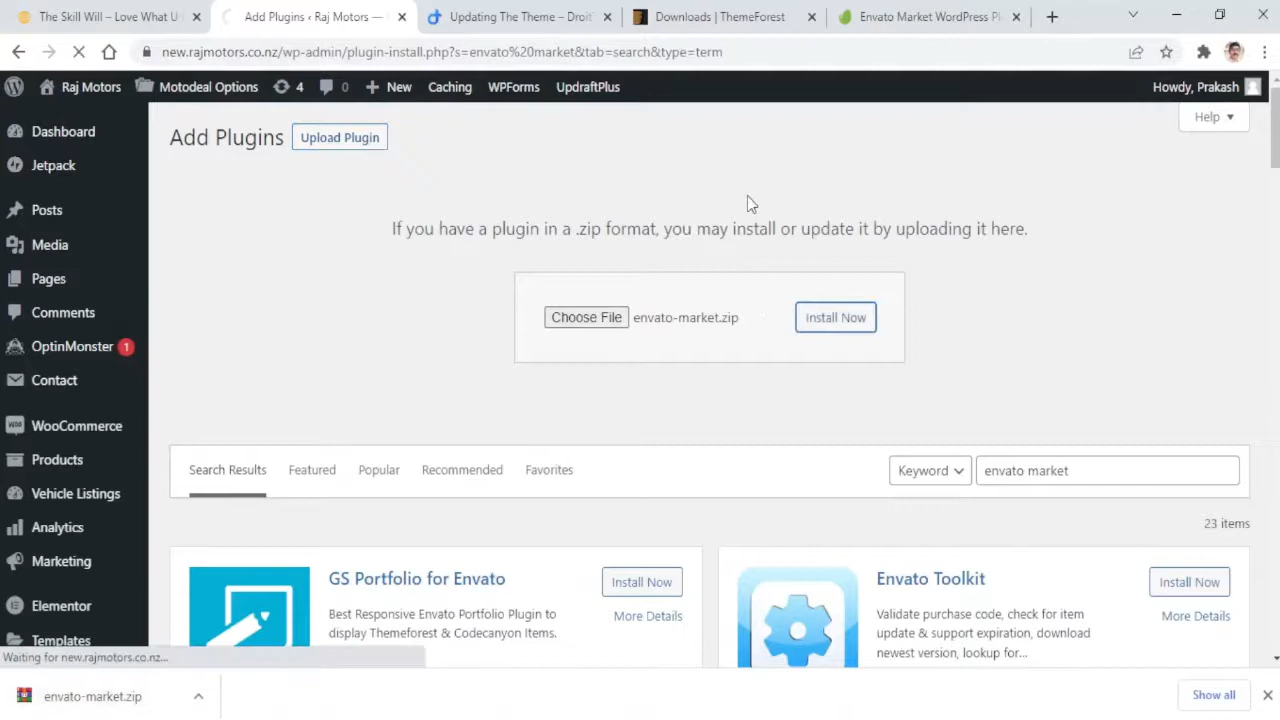 The Skill Will – Love What U
Add Plugins ‹ Raj Motors —
Updating The Theme – Droit
Downloads | ThemeForest
Envato Market WordPress Pl
new.rajmotors.co.nz/wp-admin/plugin-install.php?s=envato%20market&tab=search&type=term
Raj Motors
Motodeal Options
4
0
New
Caching
WPForms
UpdraftPlus
Howdy, Prakash
Dashboard
Jetpack
Posts
Media
Pages
Comments
OptinMonster 1
Contact
WooCommerce
Products
Vehicle Listings
Analytics
Marketing
Elementor
Templates
Add Plugins
Upload Plugin
Help
If you have a plugin in a .zip format, you may install or update it by uploading it here.
Choose File envato-market.zip
Install Now
Search Results
Featured
Popular
Recommended
Favorites
Keyword
envato market
23 items
GS Portfolio for Envato
Install Now
More Details
Best Responsive Envato Portfolio Plugin to
display Themeforest & Codecanyon Items.
Envato Toolkit
Install Now
More Details
Validate purchase code, check for item
update & support expiration, download
newest version, lookup for...
Waiting for new.rajmotors.co.nz...
envato-market.zip
Show all